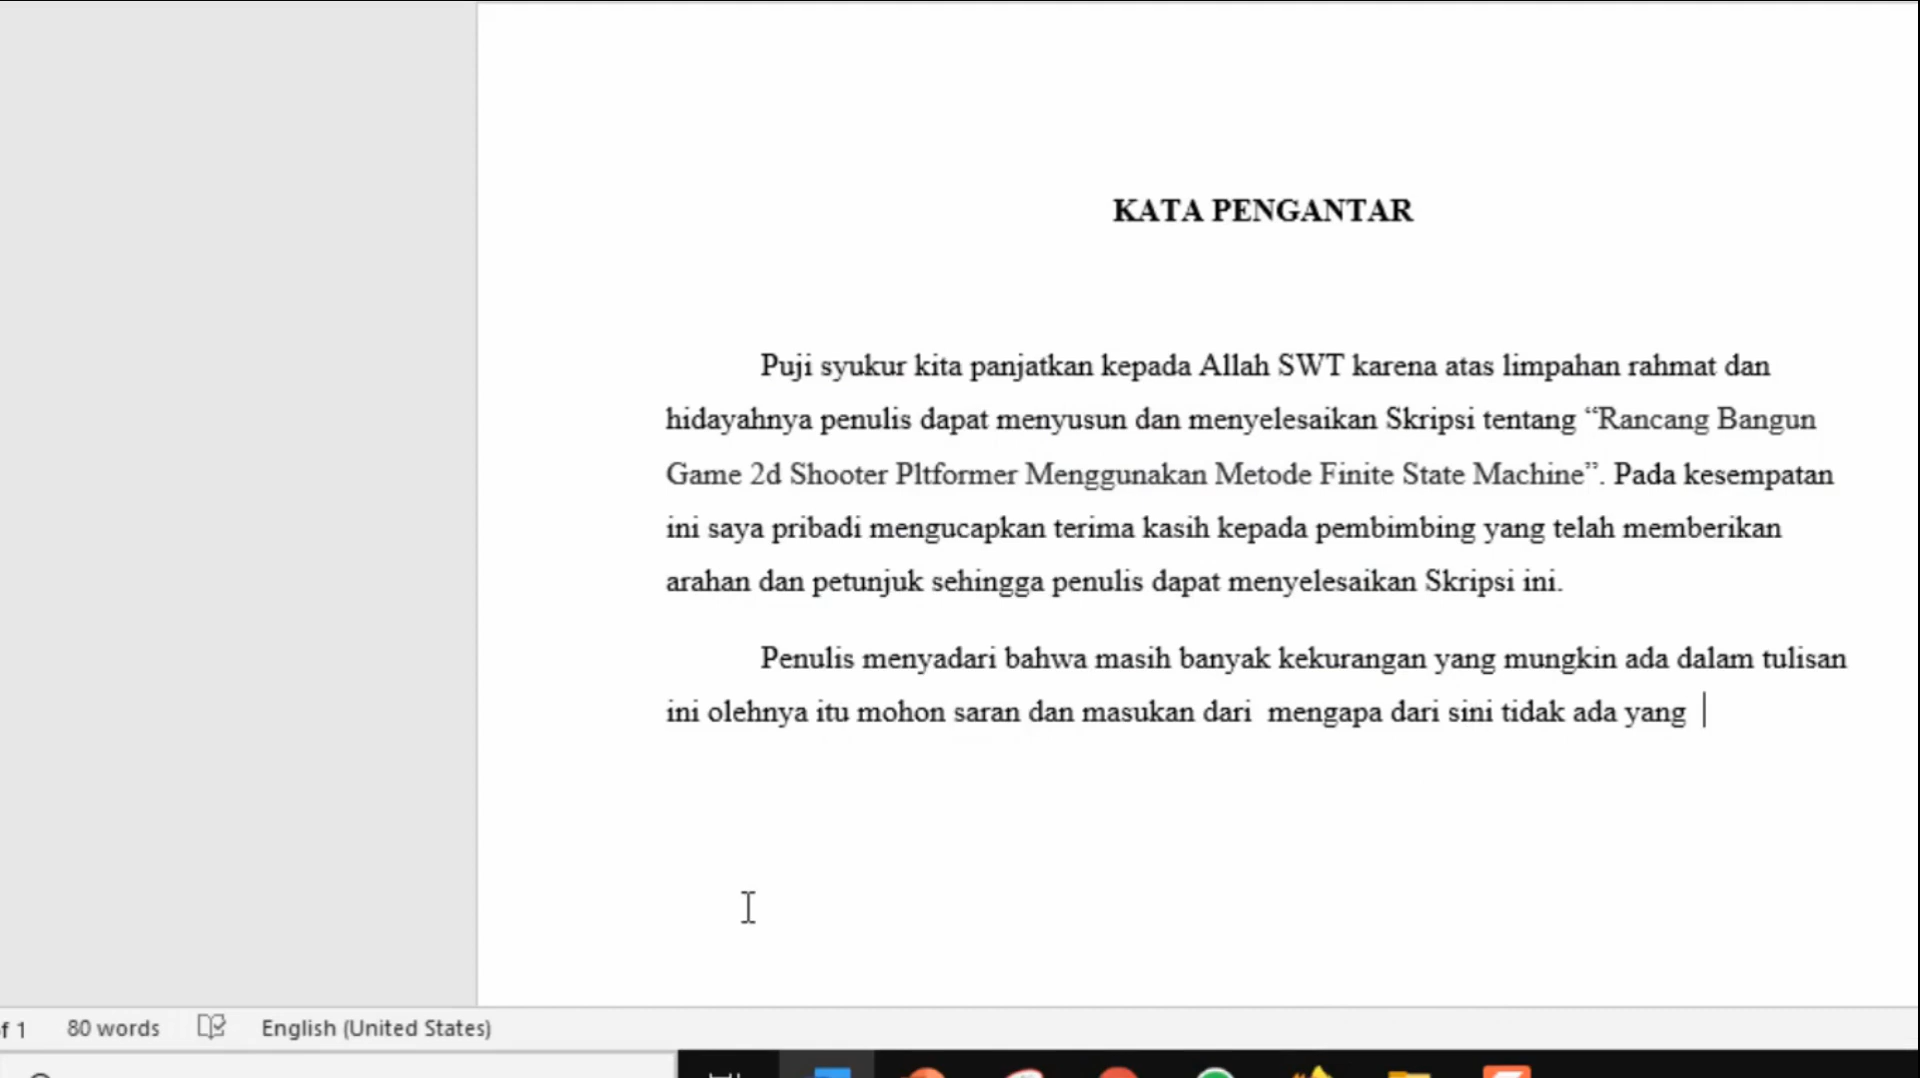 KATA PENGANTAR
Puji syukur kita panjatkan kepada Allah SWT karena atas limpahan rahmat dan
hidayahnya penulis dapat menyusun dan menyelesaikan Skripsi tentang “Rancang Bangun
Game 2d Shooter Pltformer Menggunakan Metode Finite State Machine”. Pada kesempatan
ini saya pribadi mengucapkan terima kasih kepada pembimbing yang telah memberikan
arahan dan petunjuk sehingga penulis dapat menyelesaikan Skripsi ini.
Penulis menyadari bahwa masih banyak kekurangan yang mungkin ada dalam tulisan
ini olehnya itu mohon saran dan masukan dari  mengapa dari sini tidak ada yang
f 1 80 words English (United States)